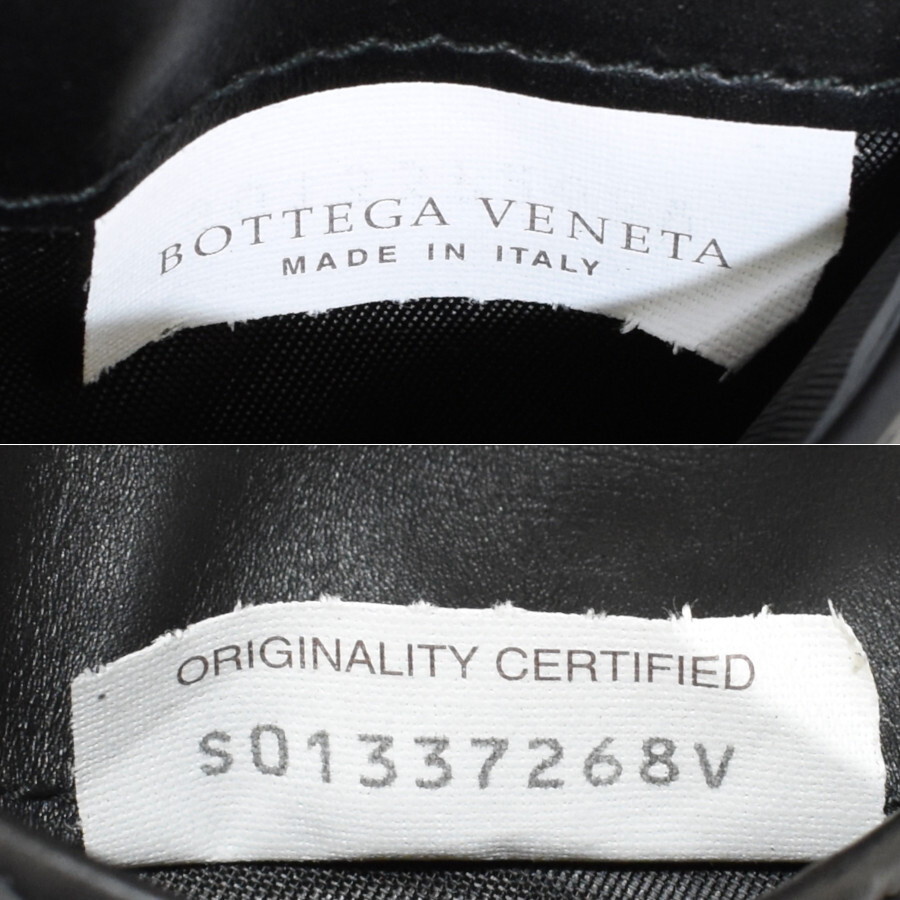 BOTTEGA VENETA
MADE IN ITALY
ORIGINALITY CERTIFIED
S01337268V